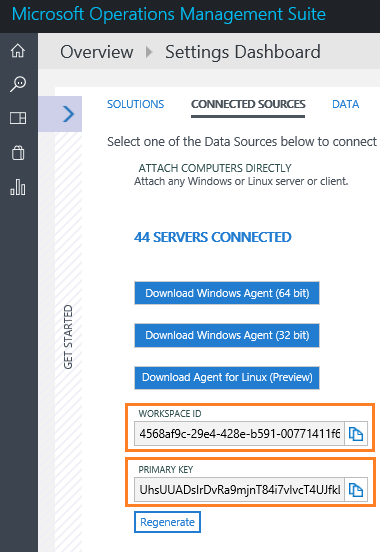 Microsoft Operations Management Suite
Overview Settings Dashboard
SOLUTIONS CONNECTED SOURCES DATA
Select one of the Data Sources below to connect
ATTACH COMPUTERS DIRECTLY
Attach any Windows or Linux server or client.
44 SERVERS CONNECTED
Download Windows Agent (64 bit)
Download Windows Agent (32 bit)
Download Agent for Linux (Preview)
GET STARTED
WORKSPACE ID
4568af9c-29e4-428e-b591-00771411f6
PRIMARY KEY
Regenerate